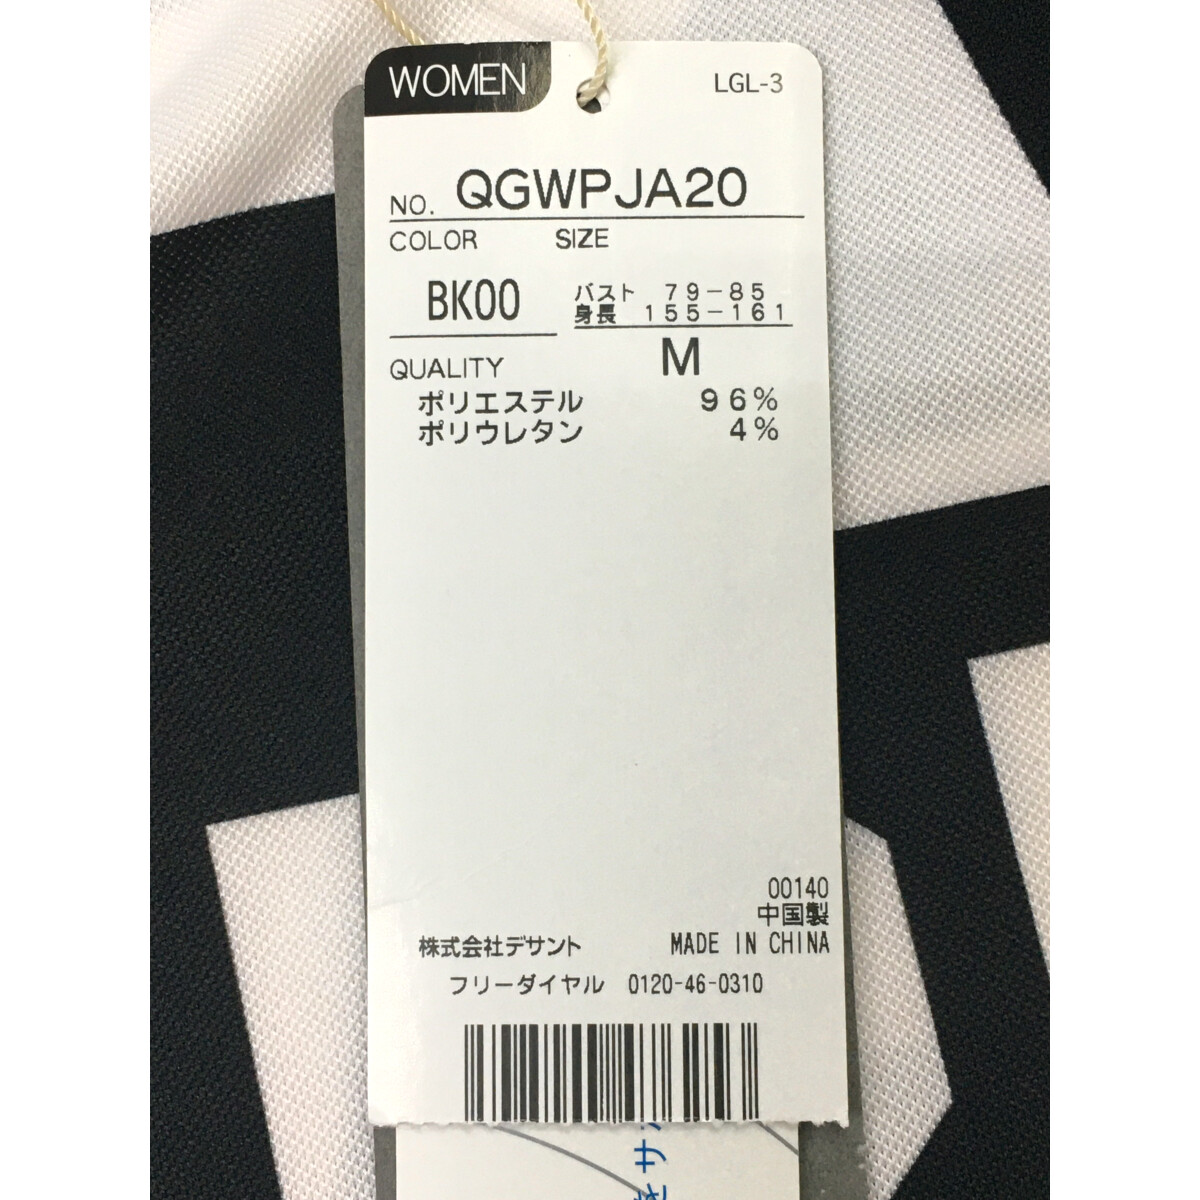 WOMEN
LGL-3
NO. QGWPJA20
COLOR SIZE
BK00
バスト 79-85
身長 155-161
M
QUALITY
ポリエステル 96%
ポリウレタン 4%
00140
中国製
株式会社デサント MADE IN CHINA
フリーダイヤル 0120-46-0310